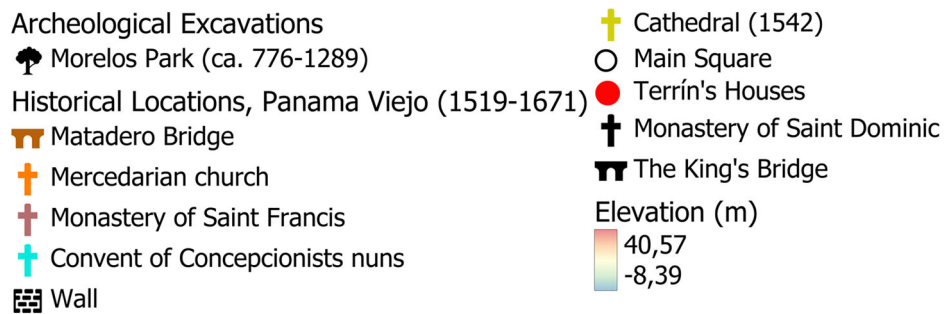 Archeological Excavations
Morelos Park (ca. 776-1289)
Historical Locations, Panama Viejo (1519-1671)
Matadero Bridge
Mercedarian church
Monastery of Saint Francis
Convent of Concepcionists nuns
Wall
Cathedral (1542)
Main Square
Terrín's Houses
Monastery of Saint Dominic
The King's Bridge
Elevation (m)
40,57
-8,39